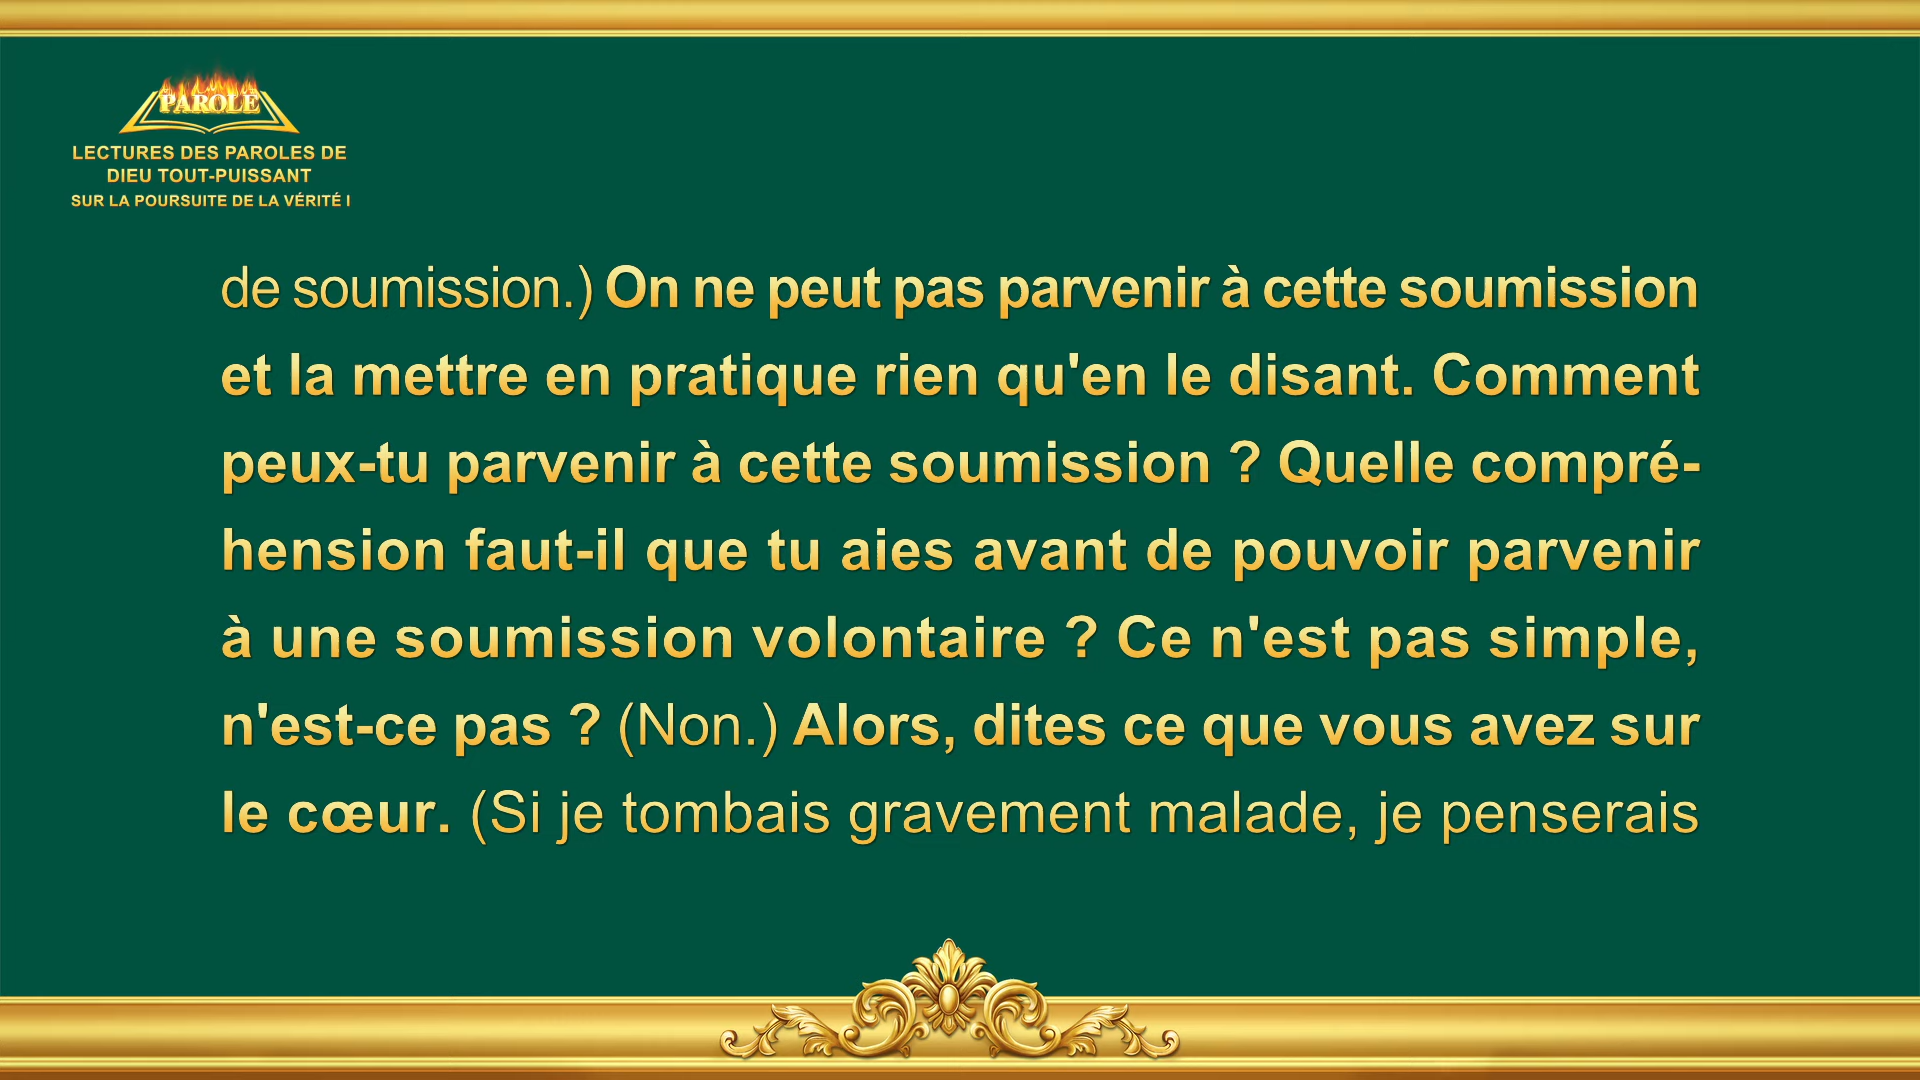 PAROLE
LECTURES DES PAROLES DE
DIEU TOUT-PUISSANT
SUR LA POURSUITE DE LA VÉRITÉ I
de soumission.) On ne peut pas parvenir à cette soumission
et la mettre en pratique rien qu'en le disant. Comment
peux-tu parvenir à cette soumission ? Quelle compré-
hension faut-il que tu aies avant de pouvoir parvenir
à une soumission volontaire ? Ce n'est pas simple,
n'est-ce pas ? (Non.) Alors, dites ce que vous avez sur
le cœur. (Si je tombais gravement malade, je penserais